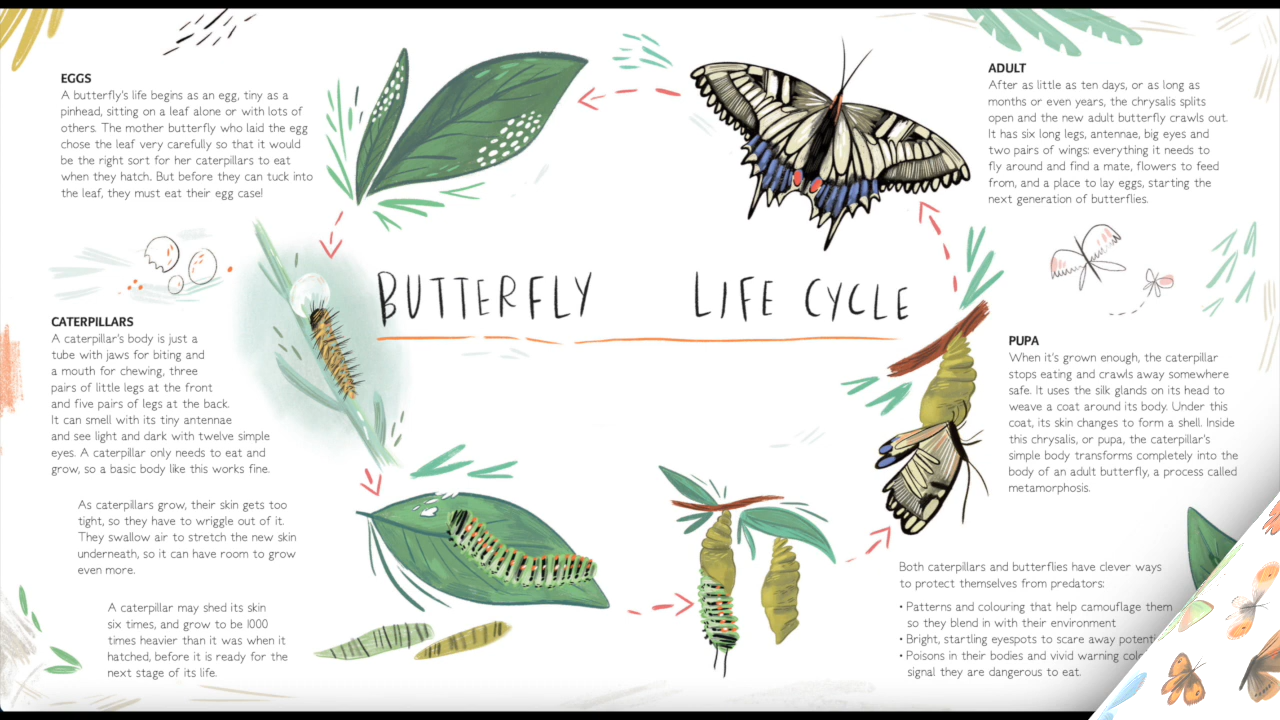 EGGS
A butterfly's life begins as an egg, tiny as a
pinhead, sitting on a leaf alone or with lots of
others. The mother butterfly who laid the egg
chose the leaf very carefully so that it would
be the right sort for her caterpillars to eat
when they hatch. But before they can tuck into
the leaf, they must eat their egg case!
ADULT
After as little as ten days, or as long as
months or even years, the chrysalis splits
open and the new adult butterfly crawls out.
It has six long legs, antennae, big eyes and
two pairs of wings: everything it needs to
fly around and find a mate, flowers to feed
from, and a place to lay eggs, starting the
next generation of butterflies.
BUTTERFLY LIFE CYCLE
CATERPILLARS
A caterpillar's body is just a
tube with jaws for biting and
a mouth for chewing, three
pairs of little legs at the front
and five pairs of legs at the back.
It can smell with its tiny antennae
and see light and dark with twelve simple
eyes. A caterpillar only needs to eat and
grow, so a basic body like this works fine.
As caterpillars grow, their skin gets too
tight, so they have to wriggle out of it.
They swallow air to stretch the new skin
underneath, so it can have room to grow
even more.
A caterpillar may shed its skin
six times, and grow to be 1000
times heavier than it was when it
hatched, before it is ready for the
next stage of its life.
PUPA
When it's grown enough, the caterpillar
stops eating and crawls away somewhere
safe. It uses the silk glands on its head to
weave a coat around its body. Under this
coat, its skin changes to form a shell. Inside
this chrysalis, or pupa, the caterpillar's
simple body transforms completely into the
body of an adult butterfly, a process called
metamorphosis.
Both caterpillars and butterflies have clever ways
to protect themselves from predators:
• Patterns and colouring that help camouflage them
so they blend in with their environment
• Bright, startling eyespots to scare away
• Poisons in their bodies and vivid warning
signal they are dangerous to eat.